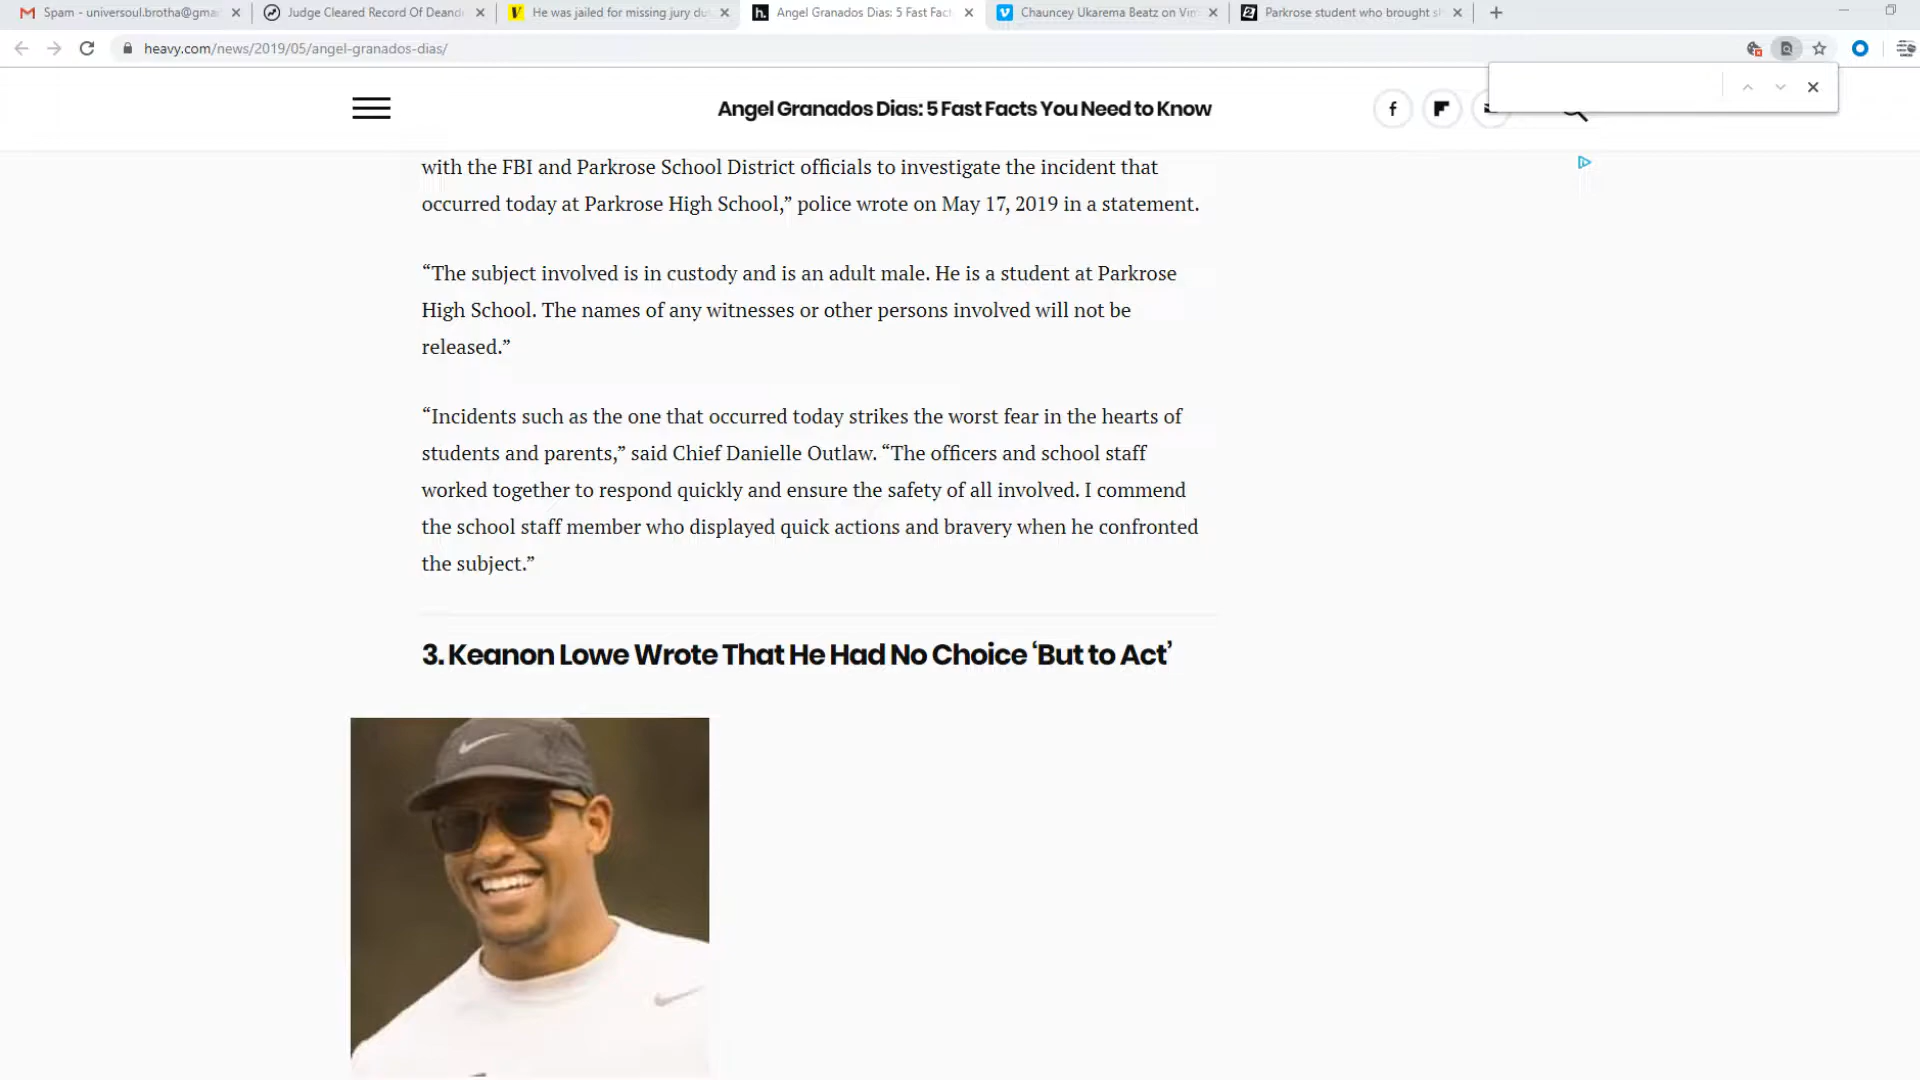 Spam - universoul.brotha@gma
Judge Cleared Record Of Deand
He was jailed for missing jury du
Angel Granados Dias: 5 Fast Fact
Chauncey Ukarema Beatz on Vim
Parkrose student who brought sh
heavy.com/news/2019/05/angel-granados-dias/
Angel Granados Dias: 5 Fast Facts You Need to Know
with the FBI and Parkrose School District officials to investigate the incident that
occurred today at Parkrose High School,” police wrote on May 17, 2019 in a statement.
“The subject involved is in custody and is an adult male. He is a student at Parkrose
High School. The names of any witnesses or other persons involved will not be
released.”
“Incidents such as the one that occurred today strikes the worst fear in the hearts of
students and parents,” said Chief Danielle Outlaw. “The officers and school staff
worked together to respond quickly and ensure the safety of all involved. I commend
the school staff member who displayed quick actions and bravery when he confronted
the subject.”
3. Keanon Lowe Wrote That He Had No Choice ‘But to Act’